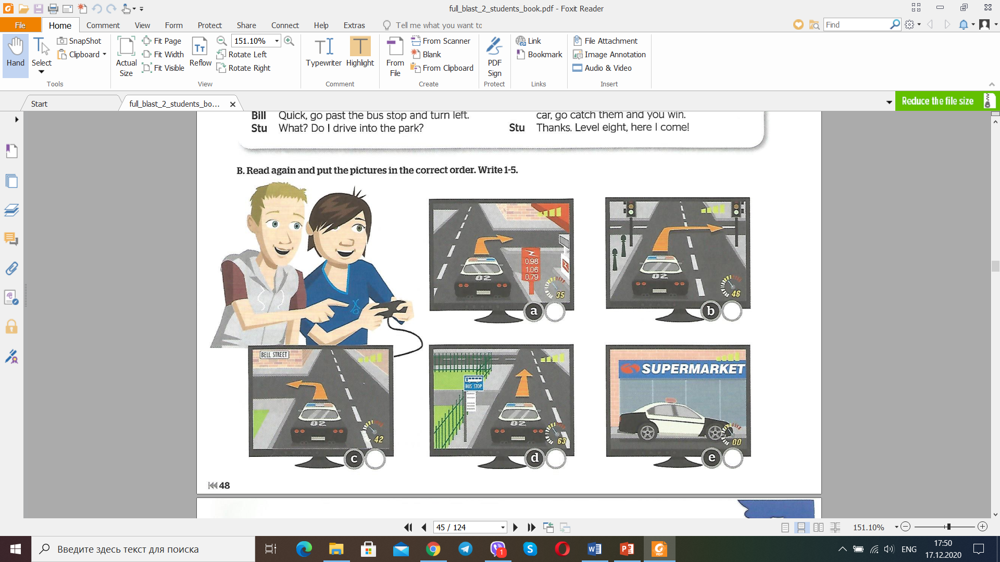 full_blast_2_students_book.pdf - Foxit Reader
File Home Comment View Form Protect Share Connect Help Extras Tell me what you want to Find
Hand
Select
SnapShot
Clipboard
Tools
Actual Size
Fit Page
Fit Width
Fit Visible
Reflow
151.10%
Rotate Left
Rotate Right
View
Typewriter
Highlight
Comment
From File
From Scanner
Blank
From Clipboard
Create
PDF Sign
Protect
Link
Bookmark
Links
File Attachment
Image Annotation
Audio & Video
Insert
Start
full_blast_2_students_bo...
Reduce the file size
Bill Quick, go past the bus stop and turn left.
Stu What? Do I drive into the park?
car, go catch them and you win.
Stu Thanks. Level eight, here I come!
B. Read again and put the pictures in the correct order. Write 1-5.
0.98
1.06
0.79
02
35
a
02
46
b
BELL STREET
02
42
c
BUS STOP
02
63
d
SUPERMARKET
00
e
48
45 / 124
151.10%
Введите здесь текст для поиска
1
ENG
17:50
17.12.2020